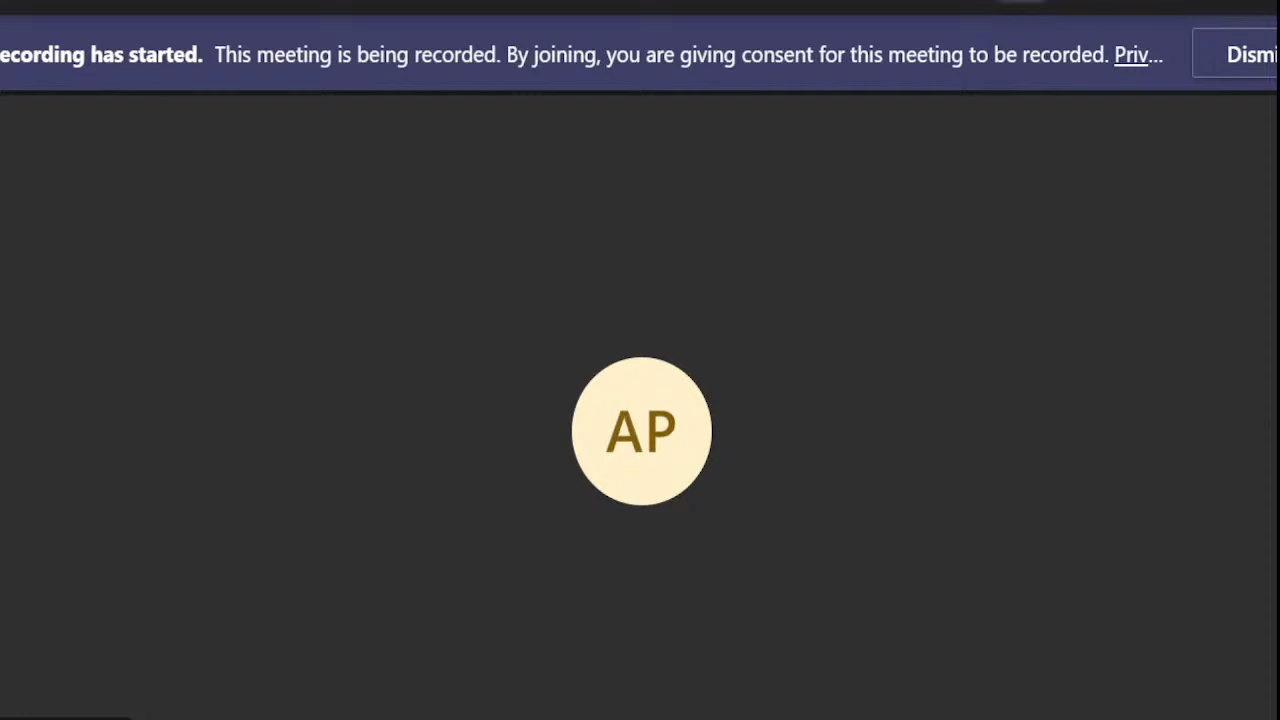 ecording has started. This meeting is being recorded. By joining, you are giving consent for this meeting to be recorded. Priv... Dismi
AP